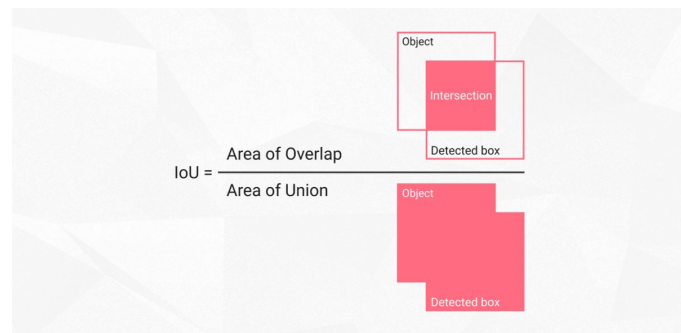 Object
Intersection
Detected box
IoU =
Area of Overlap
Area of Union
Object
Detected box